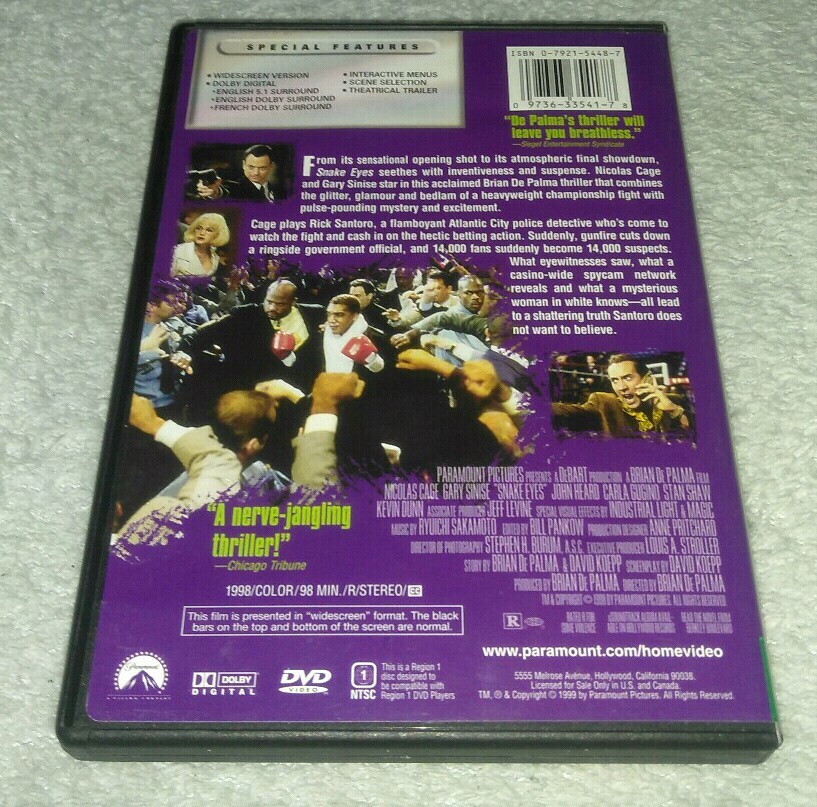 SPECIAL FEATURES
• WIDESCREEN VERSION
• DOLBY DIGITAL
•ENGLISH 5.1 SURROUND
•ENGLISH DOLBY SURROUND
•FRENCH DOLBY SURROUND
• INTERACTIVE MENUS
• SCENE SELECTION
• THEATRICAL TRAILER
ISBN 0-7921-5448-7
0 9736-33541-7 8
"De Palma's thriller will
leave you breathless."
—Siegel Entertainment Syndicate
From its sensational opening shot to its atmospheric final showdown,
Snake Eyes seethes with inventiveness and suspense. Nicolas Cage
and Gary Sinise star in this acclaimed Brian De Palma thriller that combines
the glitter, glamour and bedlam of a heavyweight championship fight with
pulse-pounding mystery and excitement.
Cage plays Rick Santoro, a flamboyant Atlantic City police detective who's come to
watch the fight and cash in on the hectic betting action. Suddenly, gunfire cuts down
a ringside government official, and 14,000 fans suddenly become 14,000 suspects.
What eyewitnesses saw, what a
casino-wide spycam network
reveals and what a mysterious
woman in white knows—all lead
to a shattering truth Santoro does
not want to believe.
"A nerve-jangling
thriller!"
—Chicago Tribune
PARAMOUNT PICTURES PRESENTS A DEBART PRODUCTION A BRIAN DE PALMA FILM
NICOLAS CAGE GARY SINISE "SNAKE EYES" JOHN HEARD CARLA GUGINO STAN SHAW
KEVIN DUNN ASSOCIATE PRODUCER JEFF LEVINE SPECIAL VISUAL EFFECTS BY INDUSTRIAL LIGHT & MAGIC
MUSIC BY RYUICHI SAKAMOTO EDITED BY BILL PANKOW PRODUCTION DESIGNER ANNE PRITCHARD
DIRECTOR OF PHOTOGRAPHY STEPHEN H. BURUM, A.S.C. EXECUTIVE PRODUCER LOUIS A. STROLLER
STORY BY BRIAN DE PALMA & DAVID KOEPP SCREENPLAY BY DAVID KOEPP
PRODUCED BY BRIAN DE PALMA DIRECTED BY BRIAN DE PALMA
TM & COPYRIGHT © 1999 BY PARAMOUNT PICTURES. ALL RIGHTS RESERVED.
1998/COLOR/98 MIN./R/STEREO/CC
R
RATED R FOR
SOME VIOLENCE
This film is presented in "widescreen" format. The black
bars on the top and bottom of the screen are normal.
www.paramount.com/homevideo
Paramount
DOLBY
DIGITAL
DVD
VIDEO
1
NTSC
This is a Region 1
disc designed to
be compatible with
Region 1 DVD Players
5555 Melrose Avenue, Hollywood, California 90038.
Licensed for Sale Only in U.S. and Canada.
TM, ® & Copyright © 1999 by Paramount Pictures. All Rights Reserved.